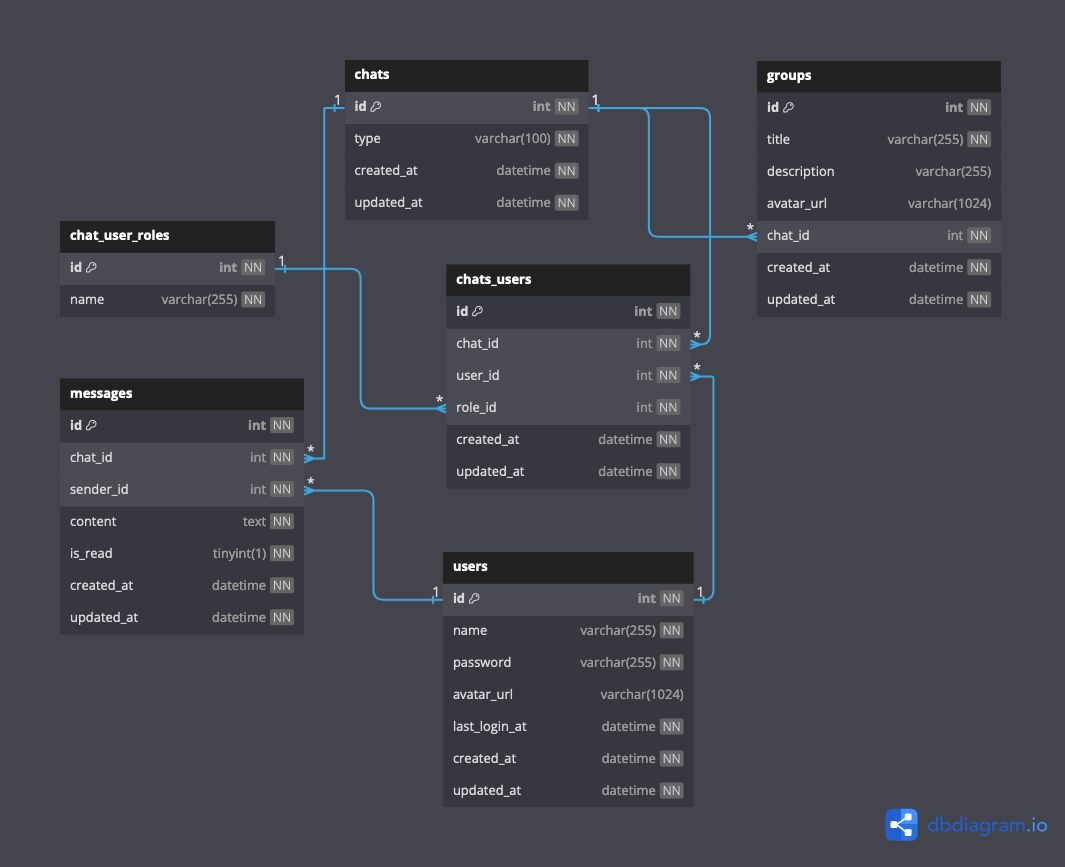 chats
1 id int NN 1
type varchar(100) NN
created_at datetime NN
updated_at datetime NN
groups
id int NN
title varchar(255) NN
description varchar(255)
avatar_url varchar(1024)
* chat_id int NN
created_at datetime NN
updated_at datetime NN
chat_user_roles
id int NN 1
name varchar(255) NN
chats_users
id int NN
chat_id int NN *
user_id int NN *
* role_id int NN
created_at datetime NN
updated_at datetime NN
messages
id int NN
chat_id int NN *
sender_id int NN *
content text NN
is_read tinyint(1) NN
created_at datetime NN
updated_at datetime NN
users
1 id int NN 1
name varchar(255) NN
password varchar(255) NN
avatar_url varchar(1024)
last_login_at datetime NN
created_at datetime NN
updated_at datetime NN
dbdiagram.io